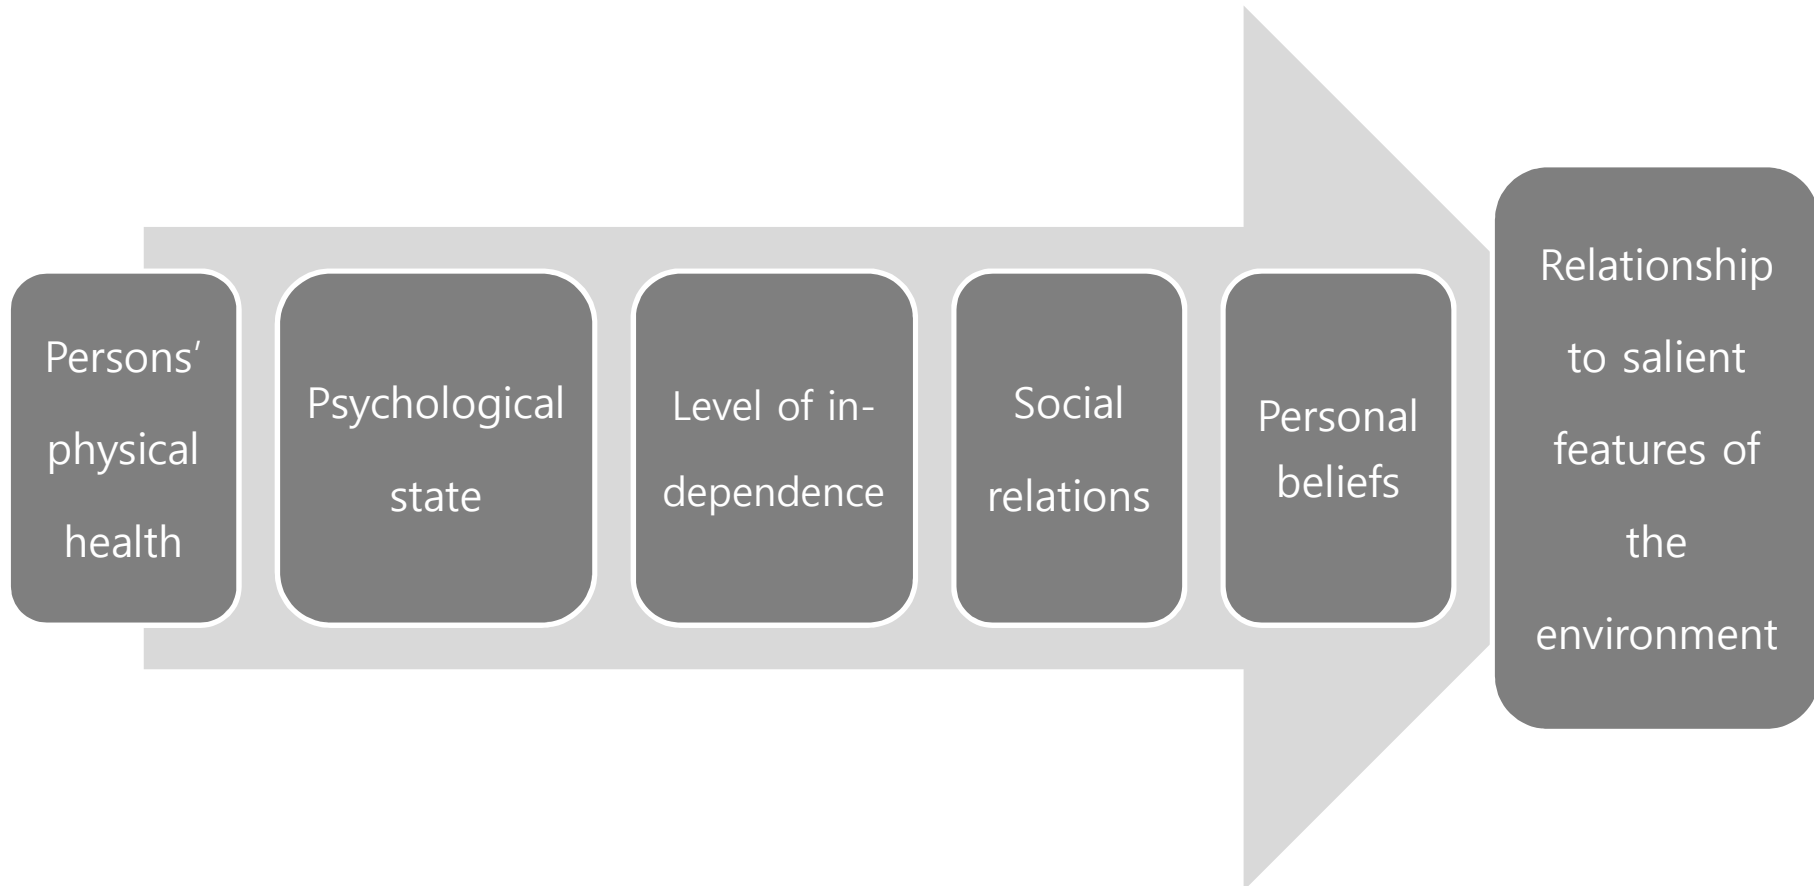 Persons’
physical
health
Psychological
state
Level of in-
dependence
Social
relations
Personal
beliefs
Relationship
to salient
features of
the
environment